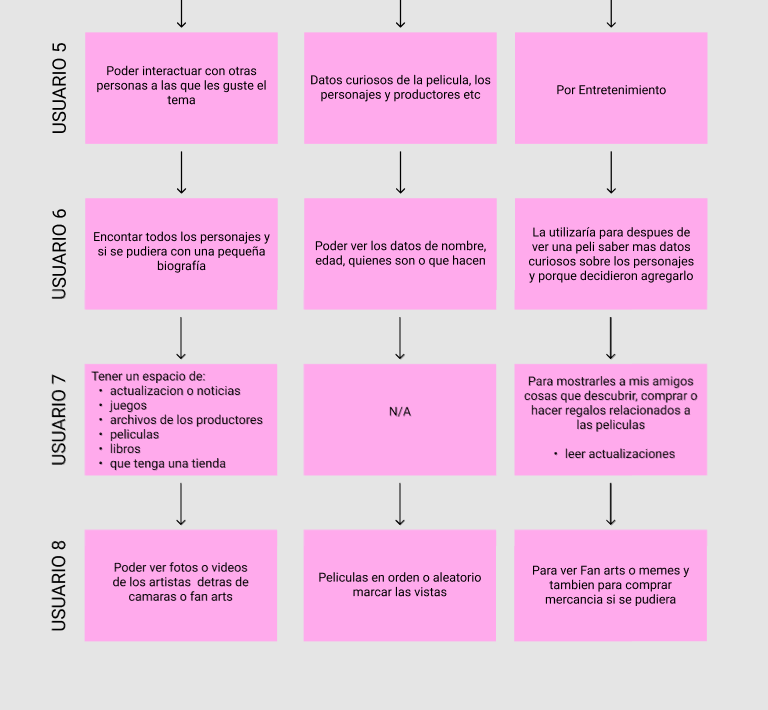 USUARIO 5
Poder interactuar con otras
personas a las que les guste el
tema
Datos curiosos de la pelicula, los
personajes y productores etc
Por Entretenimiento
USUARIO 6
Encontar todos los personajes y
si se pudiera con una pequeña
biografía
Poder ver los datos de nombre,
edad, quienes son o que hacen
La utilizaría para despues de
ver una peli saber mas datos
curiosos sobre los personajes
y porque decidieron agregarlo
USUARIO 7
Tener un espacio de:
• actualizacion o noticias
• juegos
• archivos de los productores
• peliculas
• libros
• que tenga una tienda
N/A
Para mostrarles a mis amigos
cosas que descubrir, comprar o
hacer regalos relacionados a
las peliculas
• leer actualizaciones
USUARIO 8
Poder ver fotos o videos
de los artistas detras de
camaras o fan arts
Peliculas en orden o aleatorio
marcar las vistas
Para ver Fan arts o memes y
tambien para comprar
mercancia si se pudiera